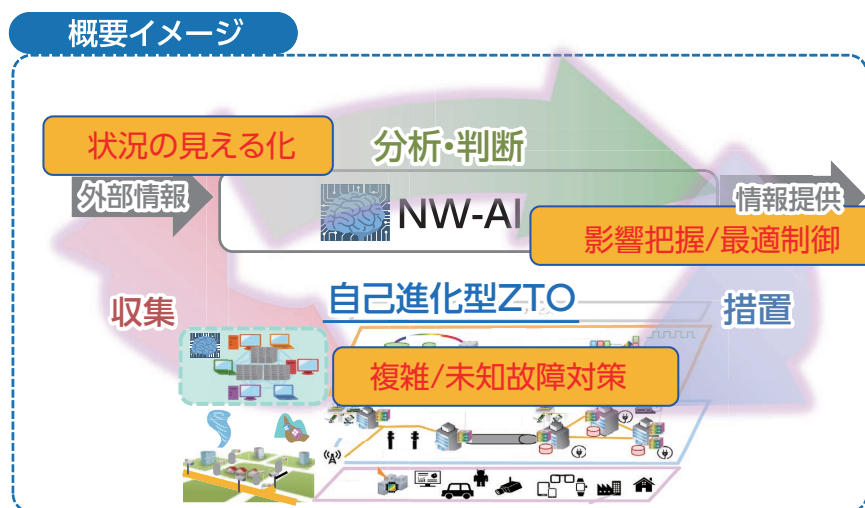 概要イメージ
状況の見える化
分析・判断
外部情報
NW-AI
情報提供
影響把握/最適制御
収集
自己進化型ZTO
措置
複雑/未知故障対策